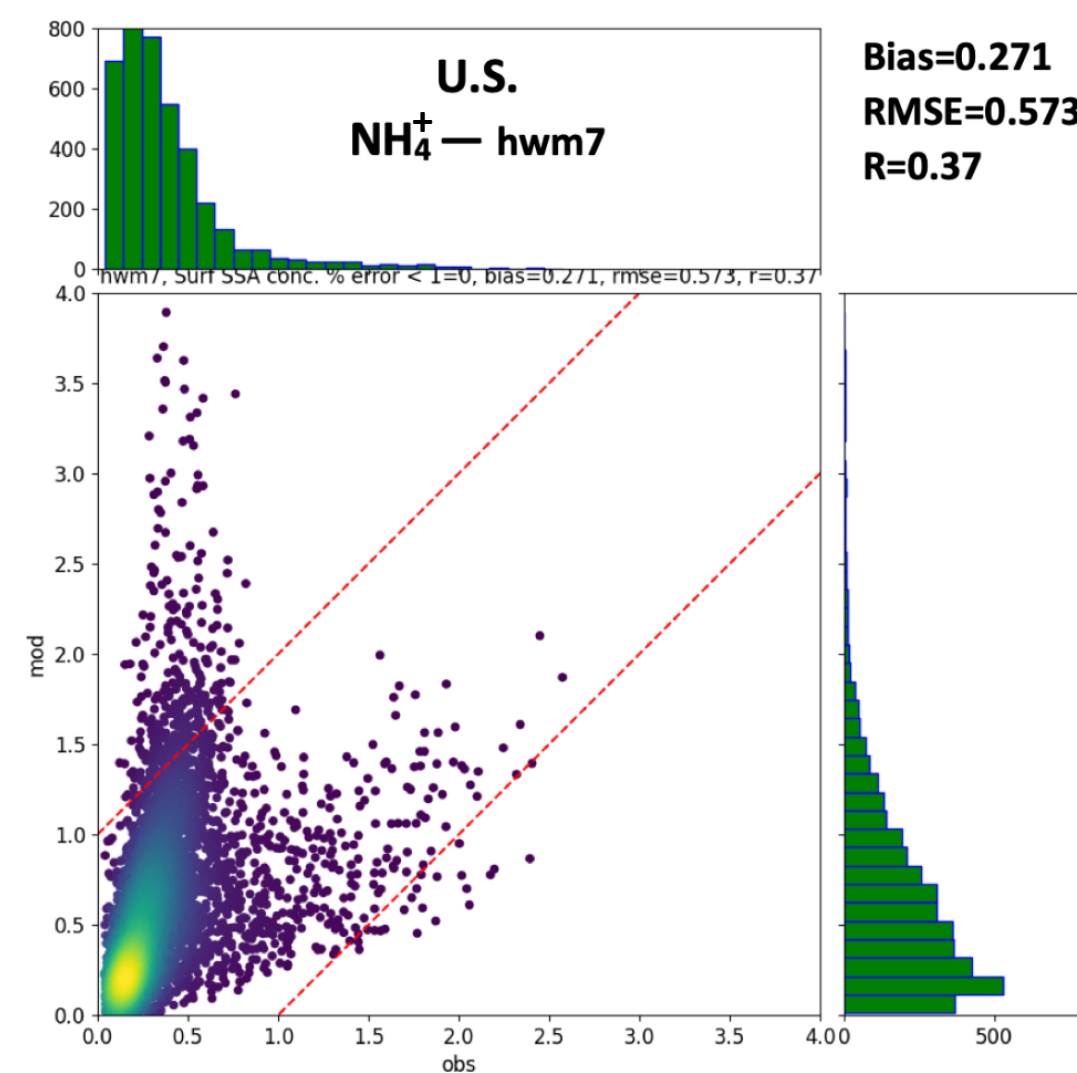 800
600
400
200
0
U.S.
NH₄⁺ — hwm7
Bias=0.271
RMSE=0.573
R=0.37
hwm7, Surf SSA conc. % error < 1=0, bias=0.271, rmse=0.573, r=0.37
4.0
3.5
3.0
2.5
2.0
1.5
1.0
0.5
0.0
mod
0.0 0.5 1.0 1.5 2.0 2.5 3.0 3.5 4.0
obs
0 500